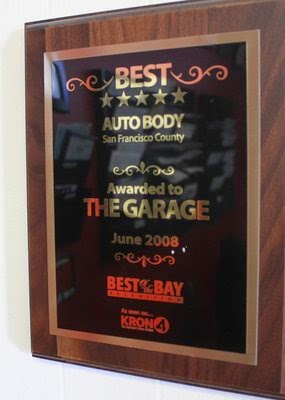 BEST
AUTO BODY
San Francisco County
Awarded to
THE GARAGE
June 2008
BEST of the BAY
TELEVISION
As seen on...
KRON 4